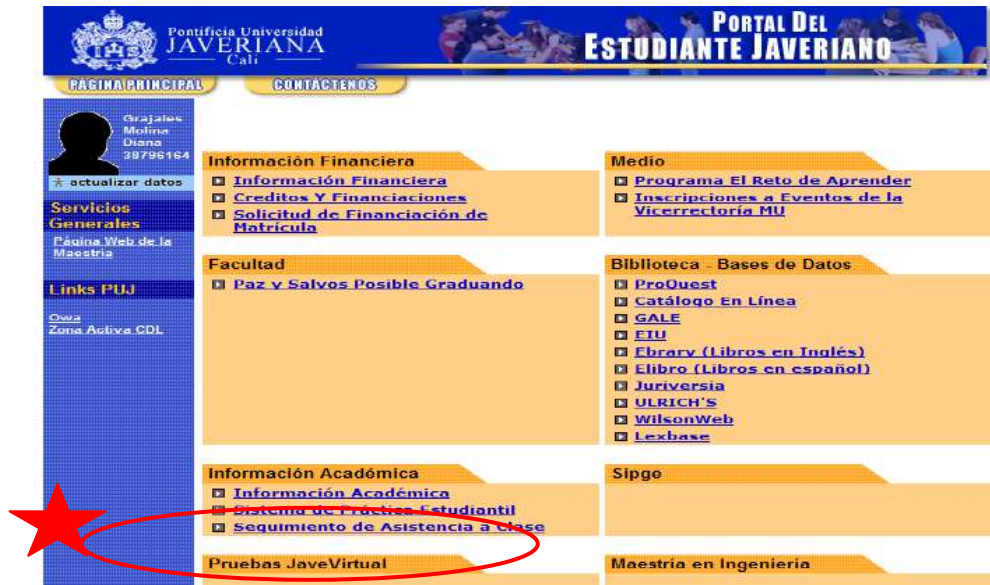 Pontificia Universidad
JAVERIANA
Cali
PORTAL DEL
ESTUDIANTE JAVERIANO
PÁGINA PRINCIPAL
CONTÁCTENOS
Grajales
Molina
Diana
38796164
actualizar datos
Servicios
Generales
Página Web de la
Maestria
Links PUJ
Owa
Zona Activa CDL
Información Financiera
Información Financiera
Creditos Y Financiaciones
Solicitud de Financiación de
Matrícula
Medio
Programa El Reto de Aprender
Inscripciones a Eventos de la
Vicerrectoría MU
Facultad
Paz y Salvos Posible Graduando
Biblioteca - Bases de Datos
ProQuest
Catálogo En Línea
GALE
EIU
Ebrary (Libros en Inglés)
Elibro (Libros en español)
Juriversia
ULRICH'S
WilsonWeb
Lexbase
Información Académica
Información Académica
Sistema de Práctica Estudiantil
Seguimiento de Asistencia a Clase
Sipge
Pruebas JaveVirtual
Maestría en Ingenieria